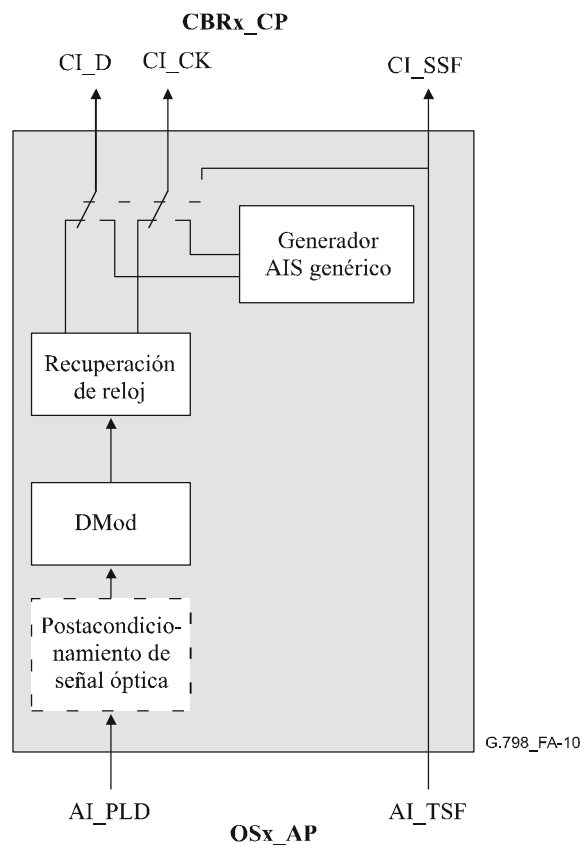 CBRx_CP
CI_D
CI_CK
CI_SSF
Generador
AIS genérico
Recuperación
de reloj
DMod
Postacondicio-
namiento de
señal óptica
G.798_FA-10
AI_PLD
AI_TSF
OSx_AP